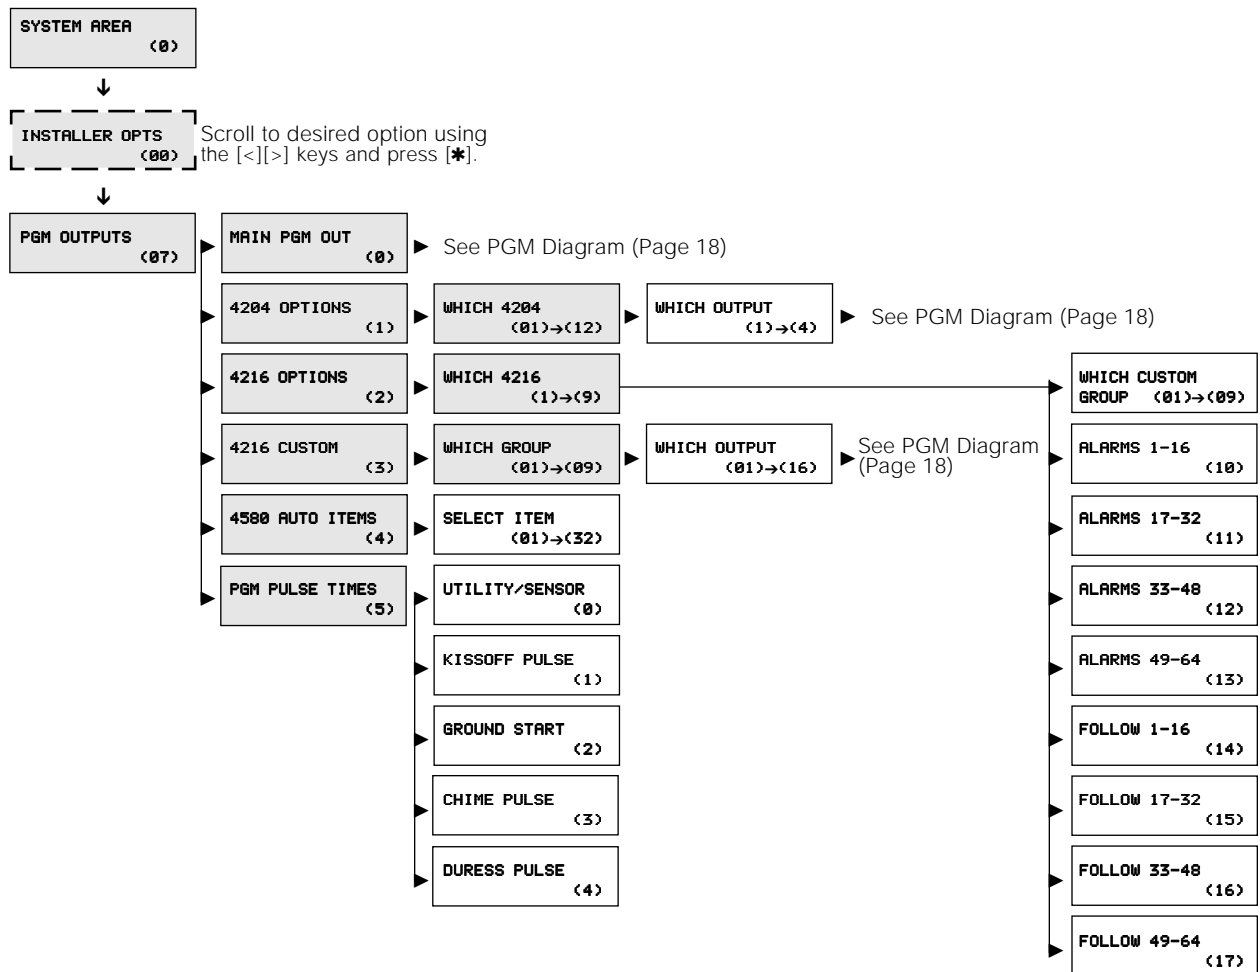 SYSTEM AREA
(0)
INSTALLER OPTS
(00)
Scroll to desired option using
the [<][>] keys and press [✱].
PGM OUTPUTS
(07)
MAIN PGM OUT
(0)
See PGM Diagram (Page 18)
4204 OPTIONS
(1)
WHICH 4204
(01)→(12)
WHICH OUTPUT
(1)→(4)
See PGM Diagram (Page 18)
4216 OPTIONS
(2)
WHICH 4216
(1)→(9)
WHICH CUSTOM
GROUP (01)→(09)
4216 CUSTOM
(3)
WHICH GROUP
(01)→(09)
WHICH OUTPUT
(01)→(16)
See PGM Diagram
(Page 18)
ALARMS 1-16
(10)
4580 AUTO ITEMS
(4)
SELECT ITEM
(01)→(32)
ALARMS 17-32
(11)
PGM PULSE TIMES
(5)
UTILITY/SENSOR
(0)
ALARMS 33-48
(12)
KISSOFF PULSE
(1)
ALARMS 49-64
(13)
GROUND START
(2)
FOLLOW 1-16
(14)
CHIME PULSE
(3)
FOLLOW 17-32
(15)
DURESS PULSE
(4)
FOLLOW 33-48
(16)
FOLLOW 49-64
(17)